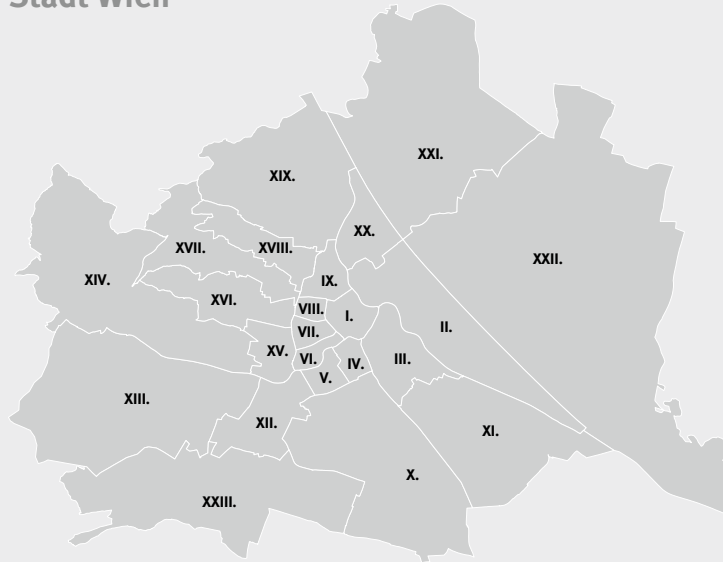 Stadt Wien
XXI.
XIX.
XX.
XVII.
XVIII.
XXII.
XIV.
IX.
XVI.
VIII.
I.
II.
VII.
XV.
VI.
IV.
III.
V.
XIII.
XII.
XI.
X.
XXIII.